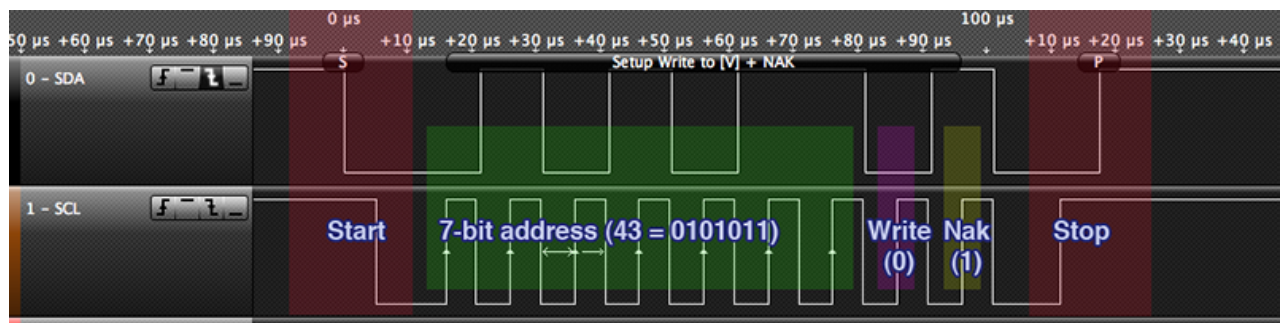 0 µs 100 µs
50 µs +60 µs +70 µs +80 µs +90 µs +10 µs +20 µs +30 µs +40 µs +50 µs +60 µs +70 µs +80 µs +90 µs +10 µs +20 µs +30 µs +40 µs
S Setup Write to [V] + NAK P
0 - SDA
1 - SCL
Start 7-bit address (43 = 0101011) Write Nak Stop
(0) (1)